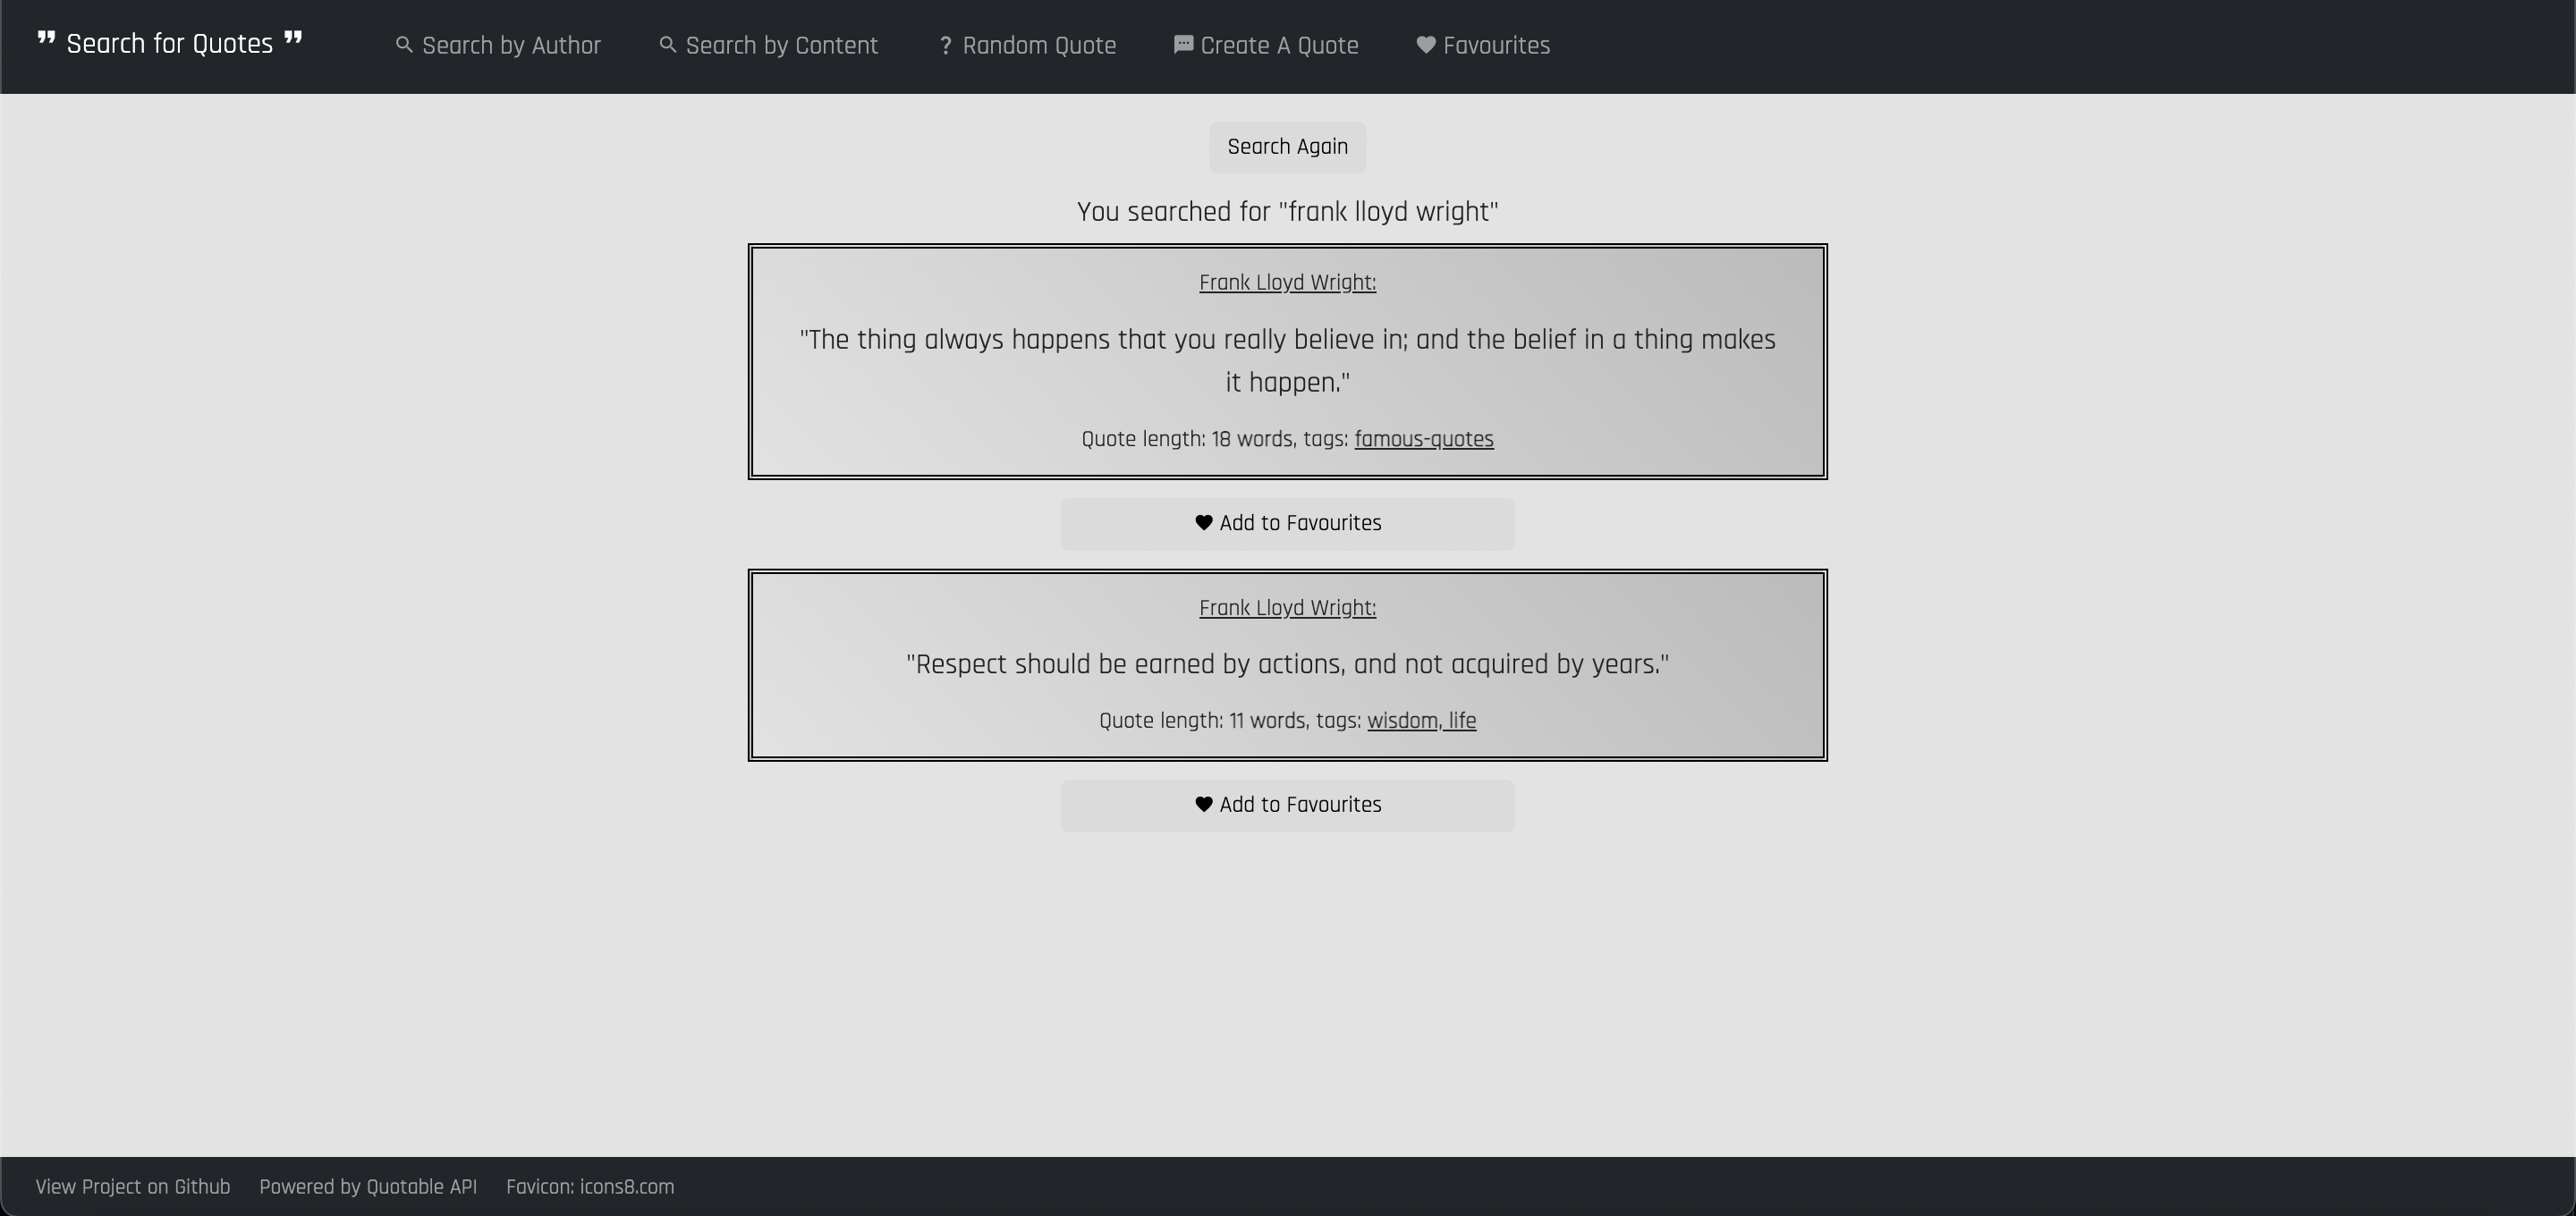 " Search for Quotes "
Search by Author
Search by Content
? Random Quote
Create A Quote
Favourites
Search Again
You searched for "frank lloyd wright"
Frank Lloyd Wright:
"The thing always happens that you really believe in; and the belief in a thing makes
it happen."
Quote length: 18 words, tags: famous-quotes
Add to Favourites
Frank Lloyd Wright:
"Respect should be earned by actions, and not acquired by years."
Quote length: 11 words, tags: wisdom, life
Add to Favourites
View Project on Github
Powered by Quotable API
Favicon: icons8.com